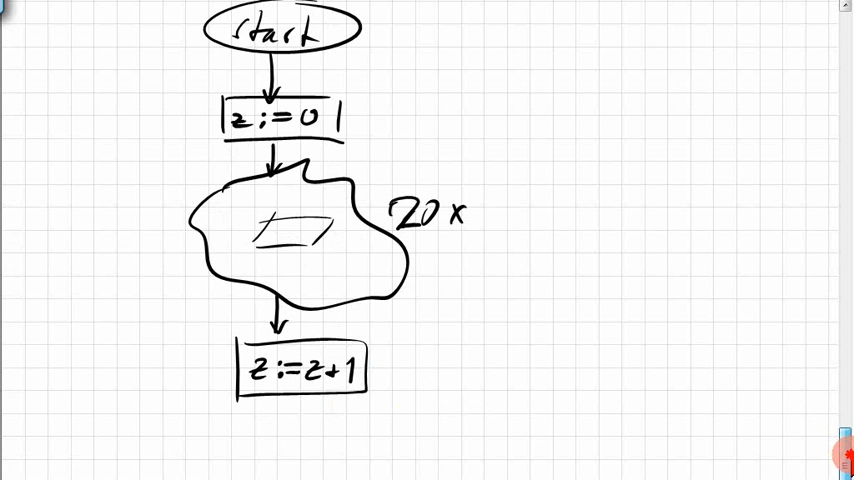 start
z := 0
20 x
z := z+1